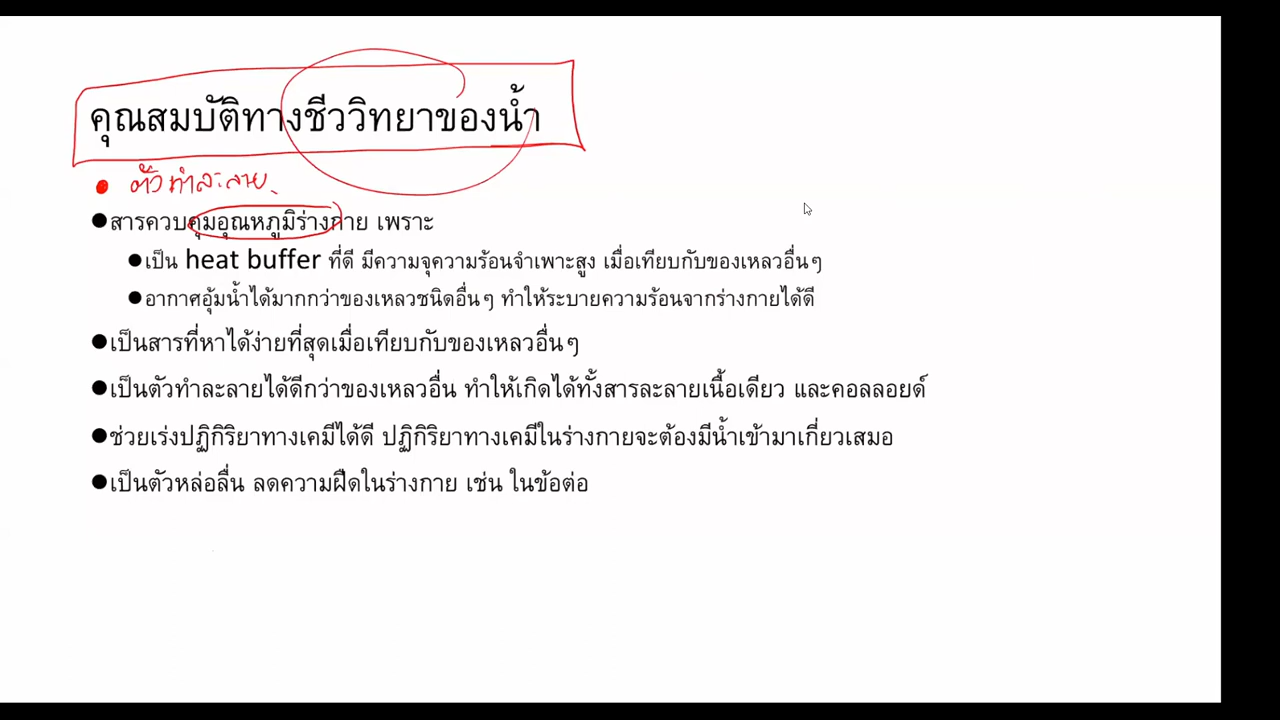 คุณสมบัติทางชีววิทยาของน้ำ
● ตัวทำละลาย
●สารควบคุมอุณหภูมิร่างกาย เพราะ
●เป็น heat buffer ที่ดี มีความจุความร้อนจำเพาะสูง เมื่อเทียบกับของเหลวอื่นๆ
●อากาศอุ้มน้ำได้มากกว่าของเหลวชนิดอื่นๆ ทำให้ระบายความร้อนจากร่างกายได้ดี
●เป็นสารที่หาได้ง่ายที่สุดเมื่อเทียบกับของเหลวอื่นๆ
●เป็นตัวทำละลายได้ดีกว่าของเหลวอื่น ทำให้เกิดได้ทั้งสารละลายเนื้อเดียว และคอลลอยด์
●ช่วยเร่งปฏิกิริยาทางเคมีได้ดี ปฏิกิริยาทางเคมีในร่างกายจะต้องมีน้ำเข้ามาเกี่ยวเสมอ
●เป็นตัวหล่อลื่น ลดความฝืดในร่างกาย เช่น ในข้อต่อ